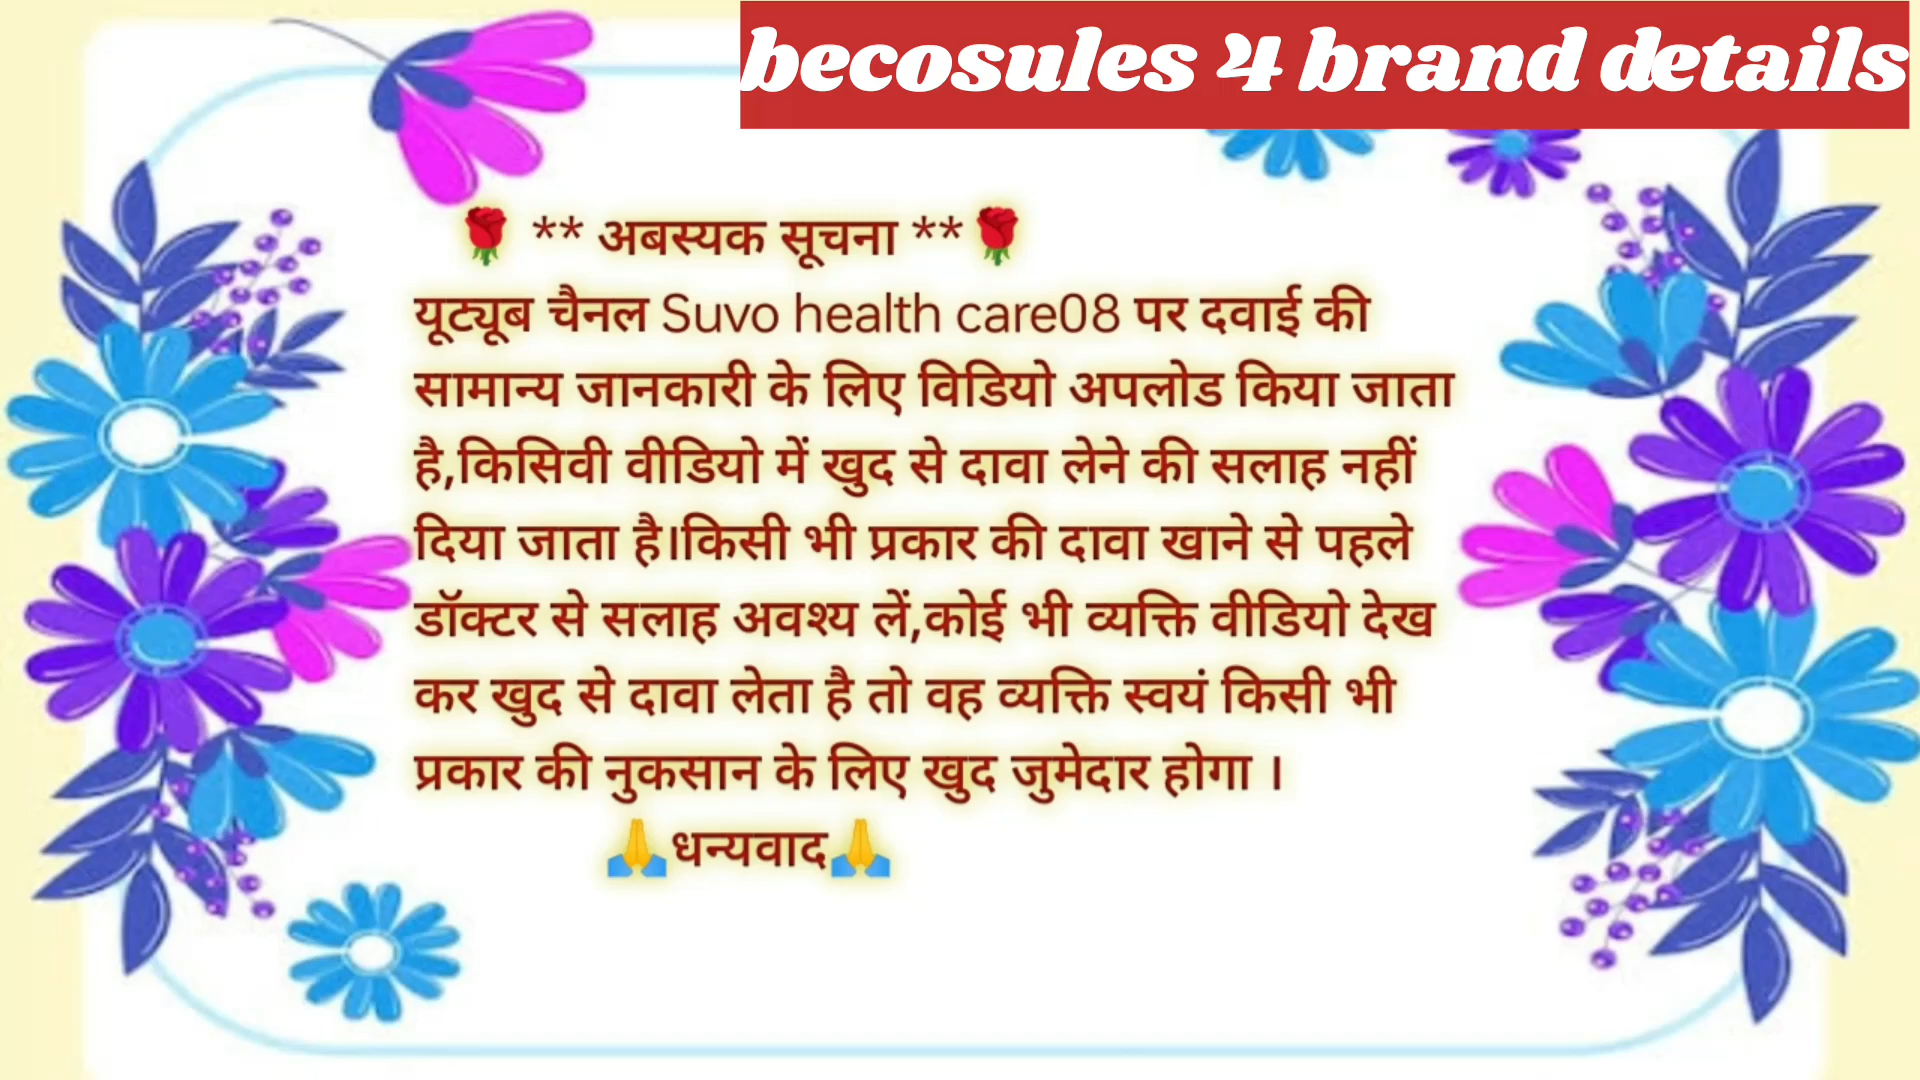 becosules 4 brand details
🌹 ** अबस्यक सूचना **🌹
यूट्यूब चैनल Suvo health care08 पर दवाई की
सामान्य जानकारी के लिए विडियो अपलोड किया जाता
है,किसिवी वीडियो में खुद से दावा लेने की सलाह नहीं
दिया जाता है।किसी भी प्रकार की दावा खाने से पहले
डॉक्टर से सलाह अवश्य लें,कोई भी व्यक्ति वीडियो देख
कर खुद से दावा लेता है तो वह व्यक्ति स्वयं किसी भी
प्रकार की नुकसान के लिए खुद जुमेदार होगा ।
🙏धन्यवाद🙏